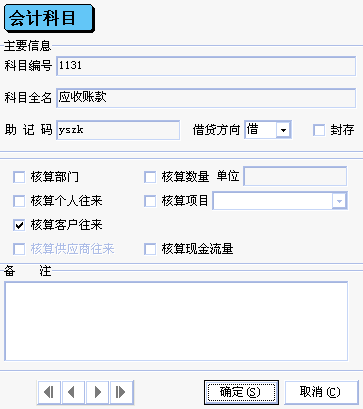 会计科目
主要信息
科目编号 1131
科目全名 应收账款
助 记 码 yszk 借贷方向 借 封存
核算部门 核算数量 单位
核算个人往来 核算项目
核算客户往来
核算供应商往来 核算现金流量
备 注
确定(S) 取消(C)